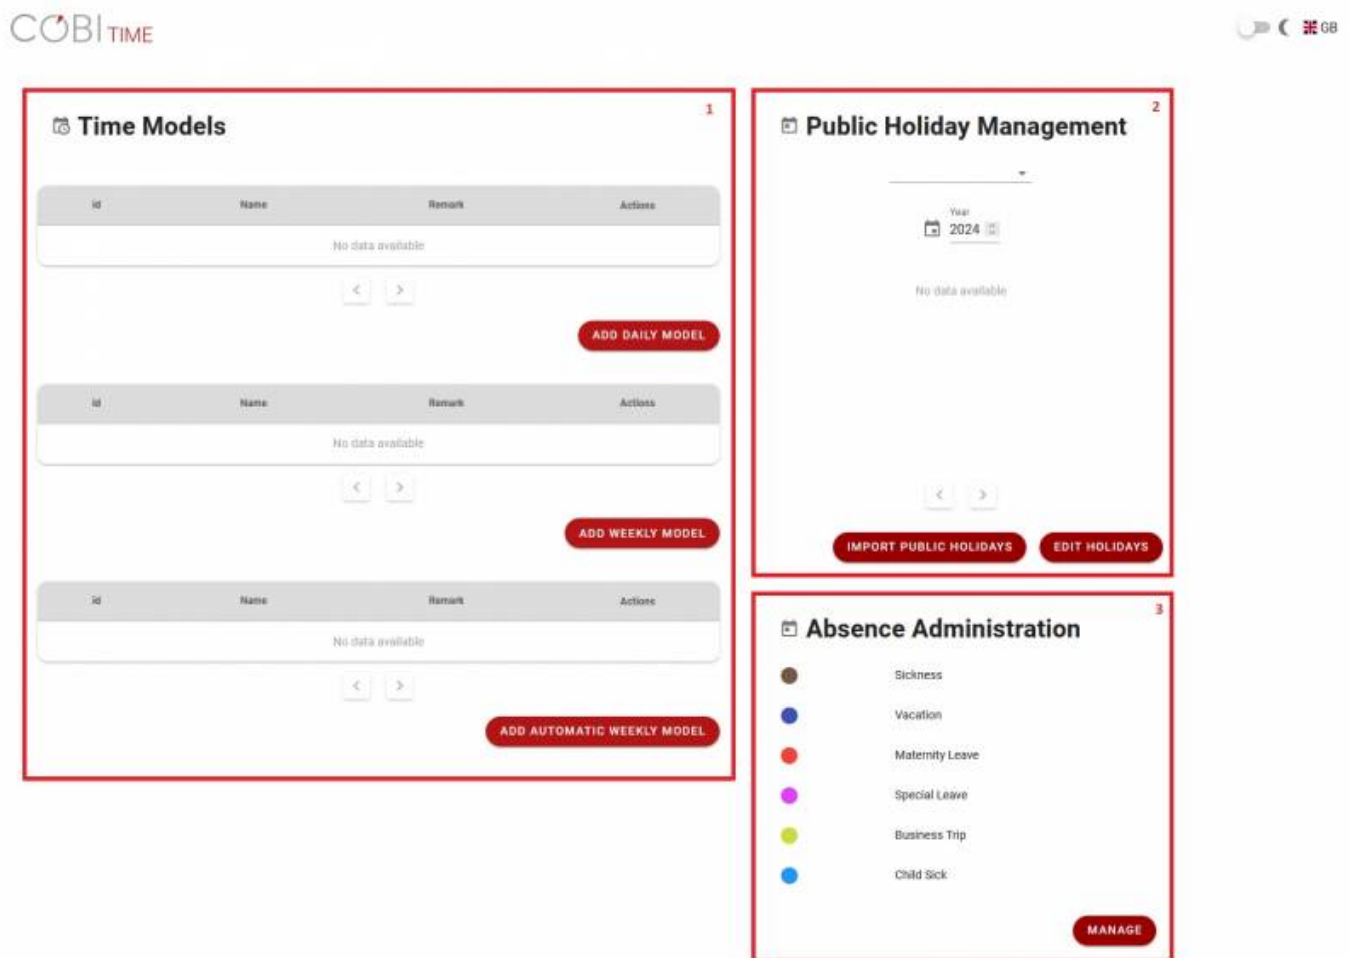 COBI TIME
GB
1
Time Models
id Name Remark Actions
No data available
ADD DAILY MODEL
id Name Remark Actions
No data available
ADD WEEKLY MODEL
id Name Remark Actions
No data available
ADD AUTOMATIC WEEKLY MODEL
2
Public Holiday Management
Year
2024
No data available
IMPORT PUBLIC HOLIDAYS EDIT HOLIDAYS
3
Absence Administration
Sickness
Vacation
Maternity Leave
Special Leave
Business Trip
Child Sick
MANAGE